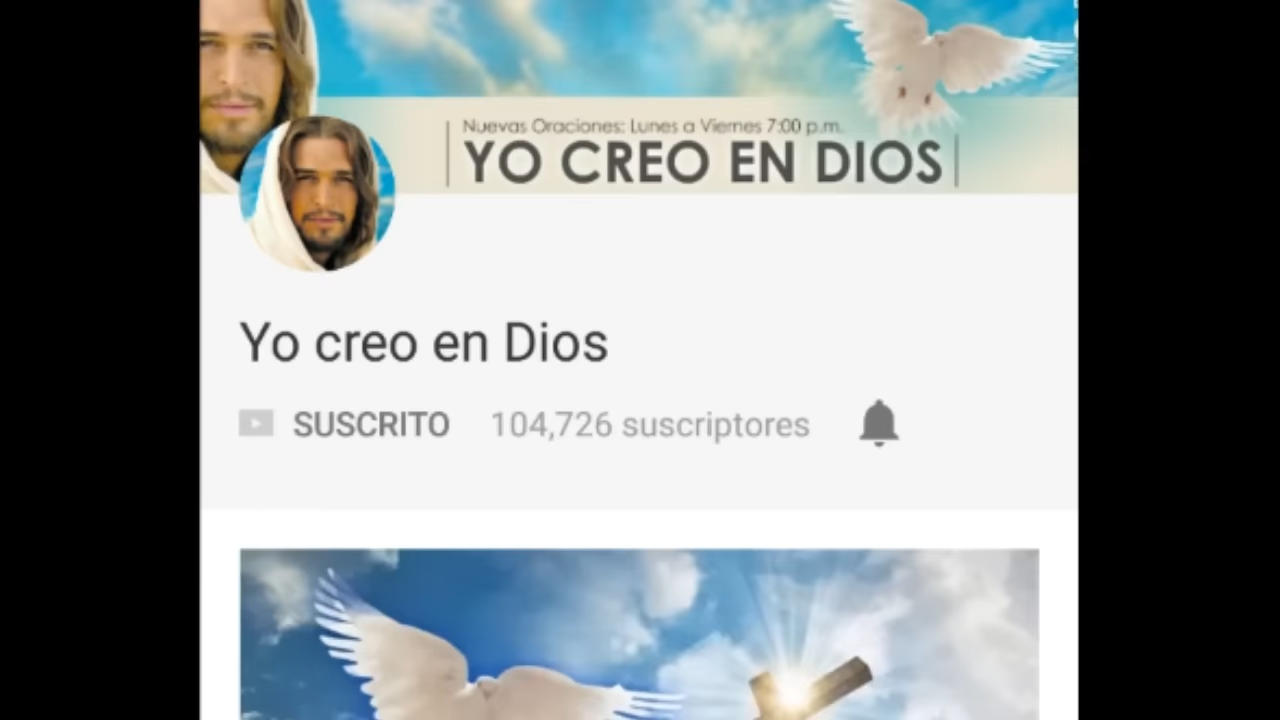 Nuevas Oraciones: Lunes a Viernes 7:00 p.m.
YO CREO EN DIOS
Yo creo en Dios
SUSCRITO 104,726 suscriptores